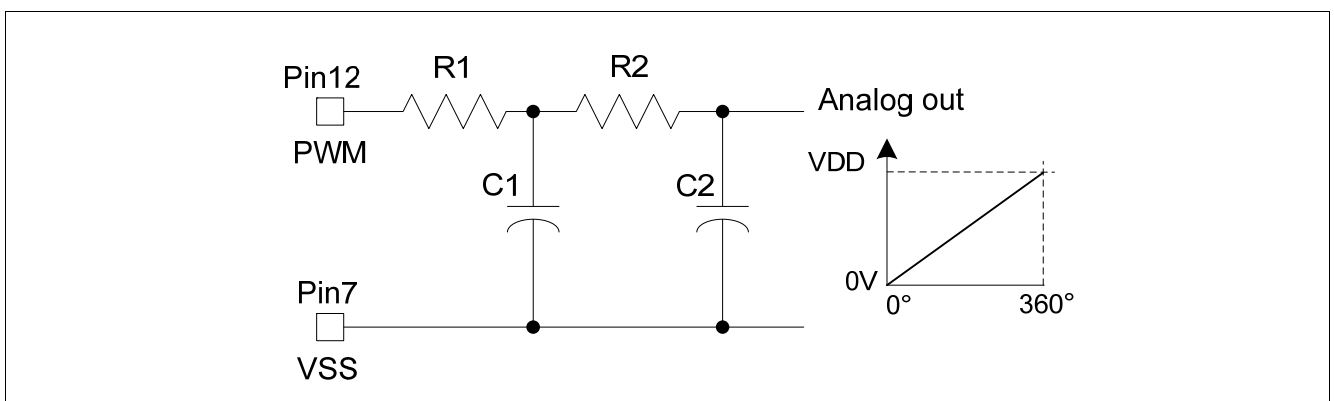 Pin12
PWM
R1
R2
C1
C2
Pin7
VSS
Analog out
VDD
0V
0°
360°